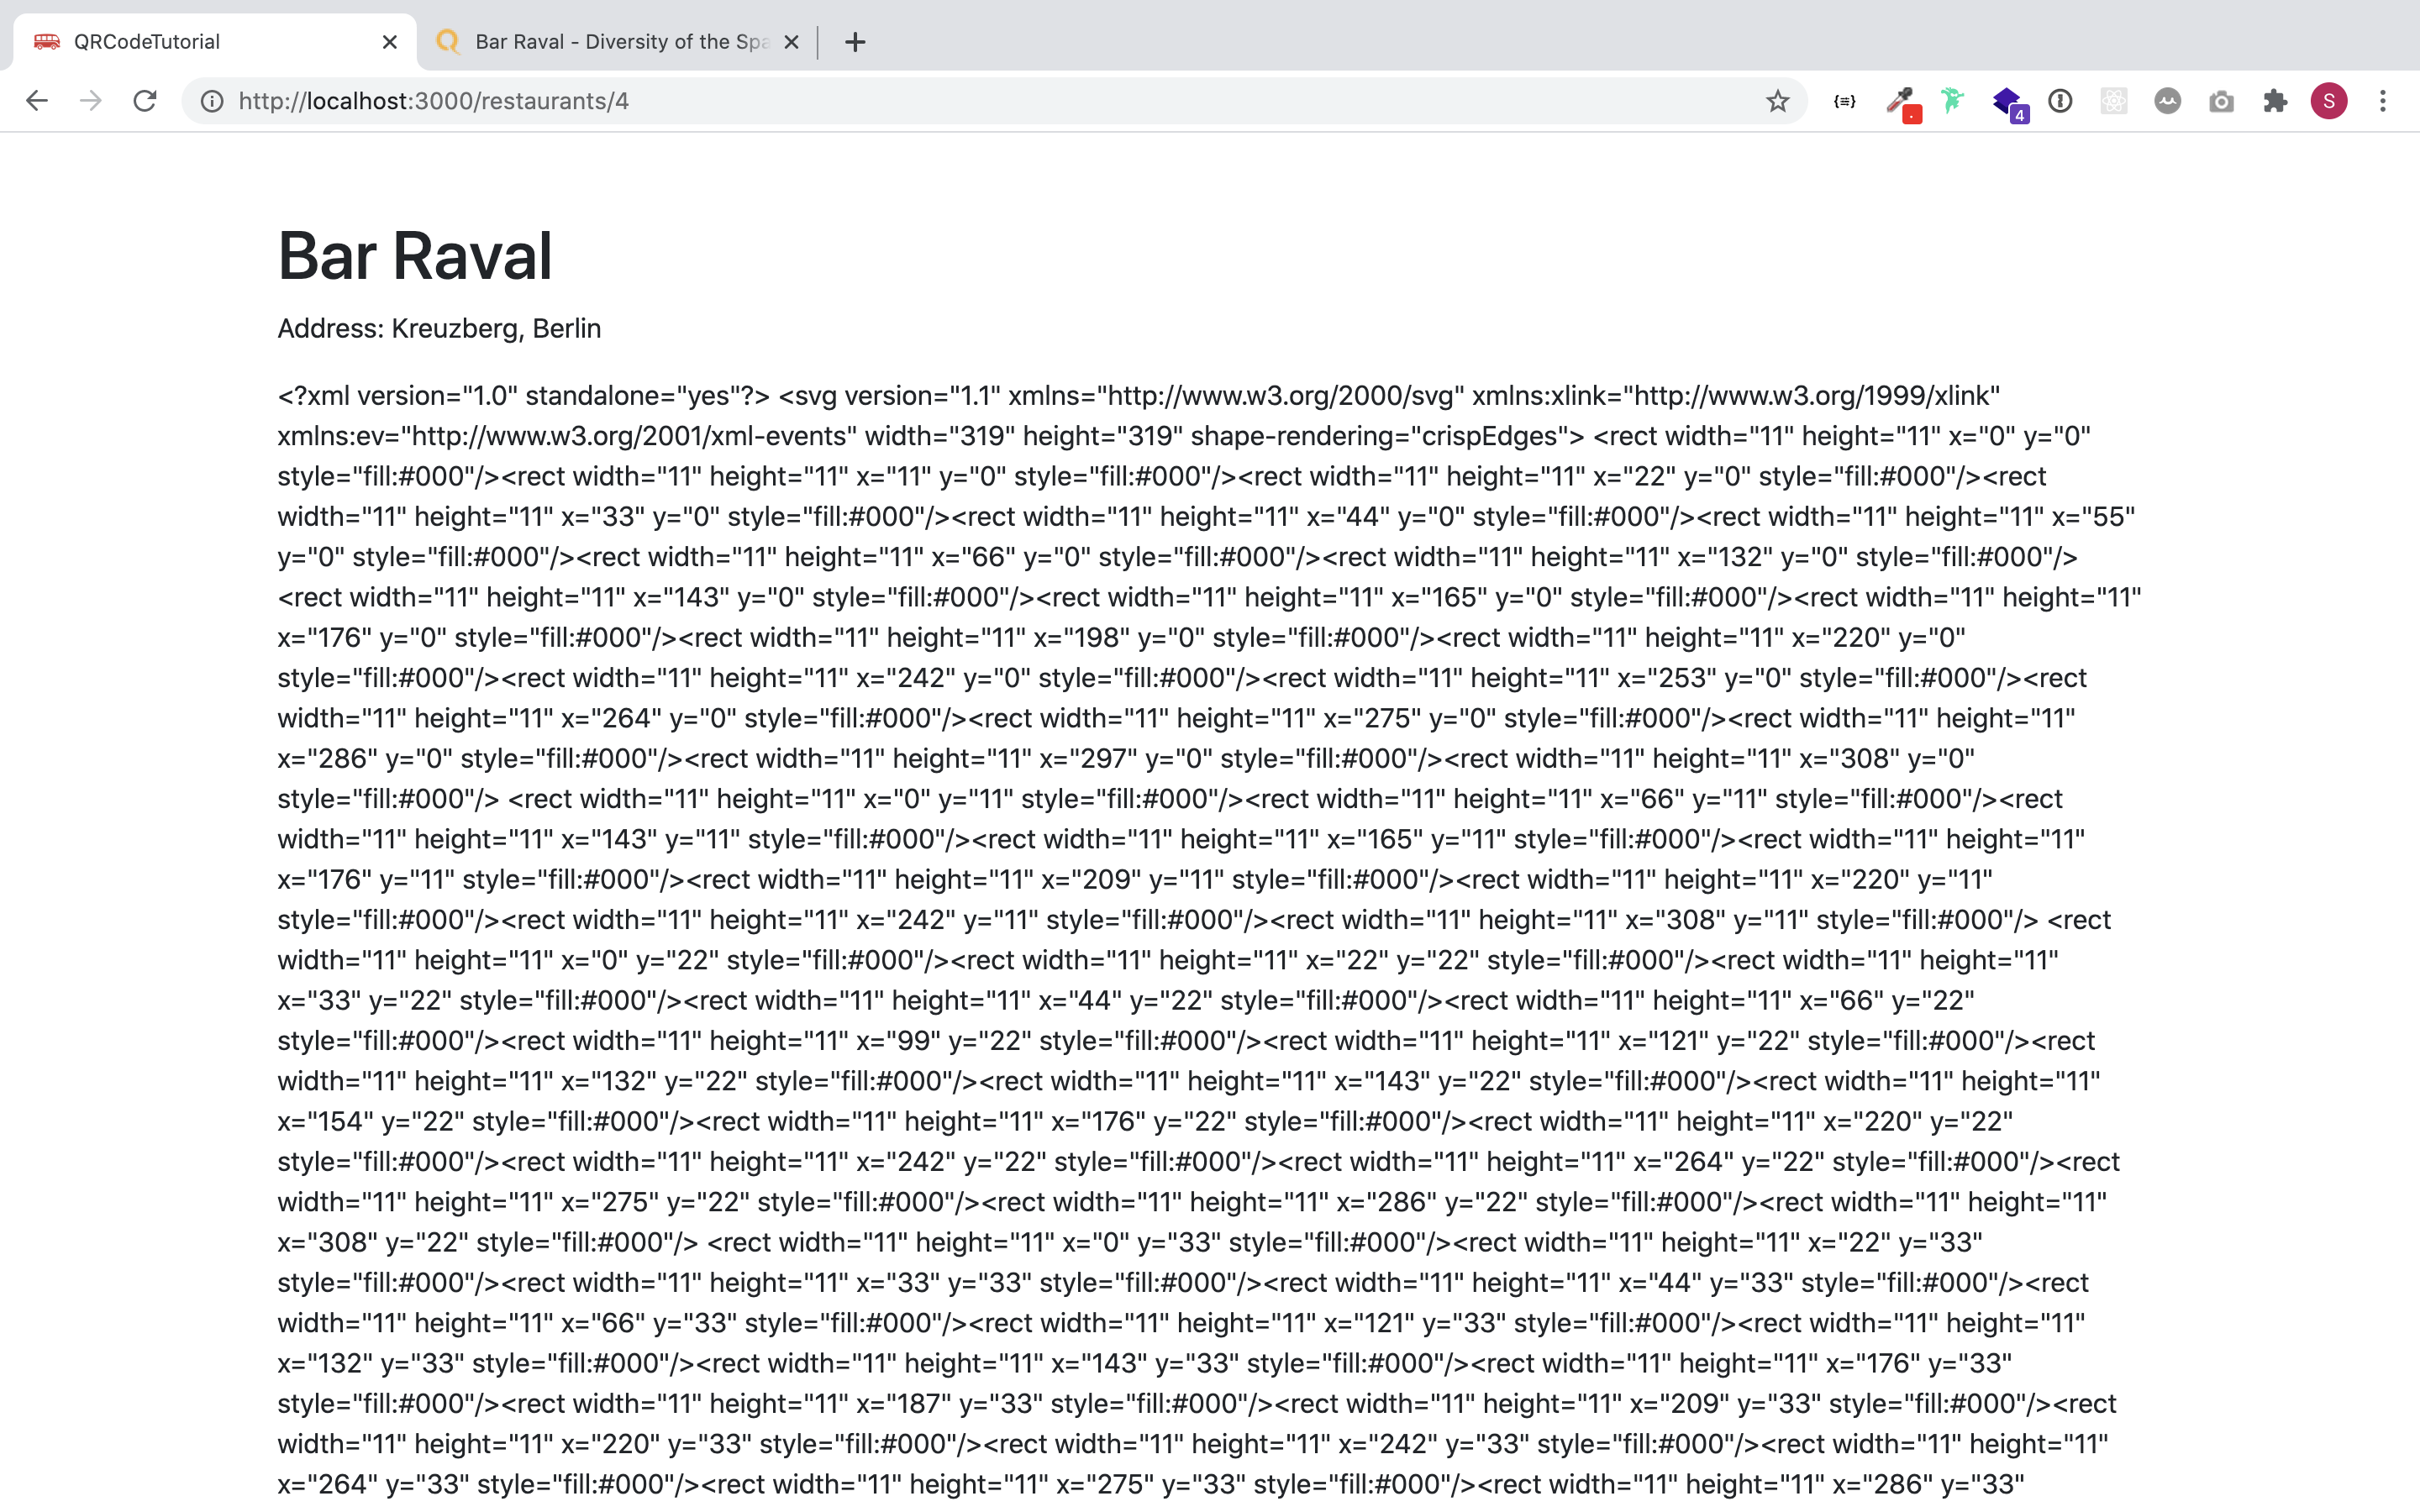 QRCodeTutorial
Bar Raval - Diversity of the Spa
http://localhost:3000/restaurants/4
{≡}
4
S
Bar Raval
Address: Kreuzberg, Berlin
<?xml version="1.0" standalone="yes"?> <svg version="1.1" xmlns="http://www.w3.org/2000/svg" xmlns:xlink="http://www.w3.org/1999/xlink"
xmlns:ev="http://www.w3.org/2001/xml-events" width="319" height="319" shape-rendering="crispEdges"> <rect width="11" height="11" x="0" y="0"
style="fill:#000"/><rect width="11" height="11" x="11" y="0" style="fill:#000"/><rect width="11" height="11" x="22" y="0" style="fill:#000"/><rect
width="11" height="11" x="33" y="0" style="fill:#000"/><rect width="11" height="11" x="44" y="0" style="fill:#000"/><rect width="11" height="11" x="55"
y="0" style="fill:#000"/><rect width="11" height="11" x="66" y="0" style="fill:#000"/><rect width="11" height="11" x="132" y="0" style="fill:#000"/>
<rect width="11" height="11" x="143" y="0" style="fill:#000"/><rect width="11" height="11" x="165" y="0" style="fill:#000"/><rect width="11" height="11"
x="176" y="0" style="fill:#000"/><rect width="11" height="11" x="198" y="0" style="fill:#000"/><rect width="11" height="11" x="220" y="0"
style="fill:#000"/><rect width="11" height="11" x="242" y="0" style="fill:#000"/><rect width="11" height="11" x="253" y="0" style="fill:#000"/><rect
width="11" height="11" x="264" y="0" style="fill:#000"/><rect width="11" height="11" x="275" y="0" style="fill:#000"/><rect width="11" height="11"
x="286" y="0" style="fill:#000"/><rect width="11" height="11" x="297" y="0" style="fill:#000"/><rect width="11" height="11" x="308" y="0"
style="fill:#000"/> <rect width="11" height="11" x="0" y="11" style="fill:#000"/><rect width="11" height="11" x="66" y="11" style="fill:#000"/><rect
width="11" height="11" x="143" y="11" style="fill:#000"/><rect width="11" height="11" x="165" y="11" style="fill:#000"/><rect width="11" height="11"
x="176" y="11" style="fill:#000"/><rect width="11" height="11" x="209" y="11" style="fill:#000"/><rect width="11" height="11" x="220" y="11"
style="fill:#000"/><rect width="11" height="11" x="242" y="11" style="fill:#000"/><rect width="11" height="11" x="308" y="11" style="fill:#000"/> <rect
width="11" height="11" x="0" y="22" style="fill:#000"/><rect width="11" height="11" x="22" y="22" style="fill:#000"/><rect width="11" height="11"
x="33" y="22" style="fill:#000"/><rect width="11" height="11" x="44" y="22" style="fill:#000"/><rect width="11" height="11" x="66" y="22"
style="fill:#000"/><rect width="11" height="11" x="99" y="22" style="fill:#000"/><rect width="11" height="11" x="121" y="22" style="fill:#000"/><rect
width="11" height="11" x="132" y="22" style="fill:#000"/><rect width="11" height="11" x="143" y="22" style="fill:#000"/><rect width="11" height="11"
x="154" y="22" style="fill:#000"/><rect width="11" height="11" x="176" y="22" style="fill:#000"/><rect width="11" height="11" x="220" y="22"
style="fill:#000"/><rect width="11" height="11" x="242" y="22" style="fill:#000"/><rect width="11" height="11" x="264" y="22" style="fill:#000"/><rect
width="11" height="11" x="275" y="22" style="fill:#000"/><rect width="11" height="11" x="286" y="22" style="fill:#000"/><rect width="11" height="11"
x="308" y="22" style="fill:#000"/> <rect width="11" height="11" x="0" y="33" style="fill:#000"/><rect width="11" height="11" x="22" y="33"
style="fill:#000"/><rect width="11" height="11" x="33" y="33" style="fill:#000"/><rect width="11" height="11" x="44" y="33" style="fill:#000"/><rect
width="11" height="11" x="66" y="33" style="fill:#000"/><rect width="11" height="11" x="121" y="33" style="fill:#000"/><rect width="11" height="11"
x="132" y="33" style="fill:#000"/><rect width="11" height="11" x="143" y="33" style="fill:#000"/><rect width="11" height="11" x="176" y="33"
style="fill:#000"/><rect width="11" height="11" x="187" y="33" style="fill:#000"/><rect width="11" height="11" x="209" y="33" style="fill:#000"/><rect
width="11" height="11" x="220" y="33" style="fill:#000"/><rect width="11" height="11" x="242" y="33" style="fill:#000"/><rect width="11" height="11"
x="264" y="33" style="fill:#000"/><rect width="11" height="11" x="275" y="33" style="fill:#000"/><rect width="11" height="11" x="286" y="33"